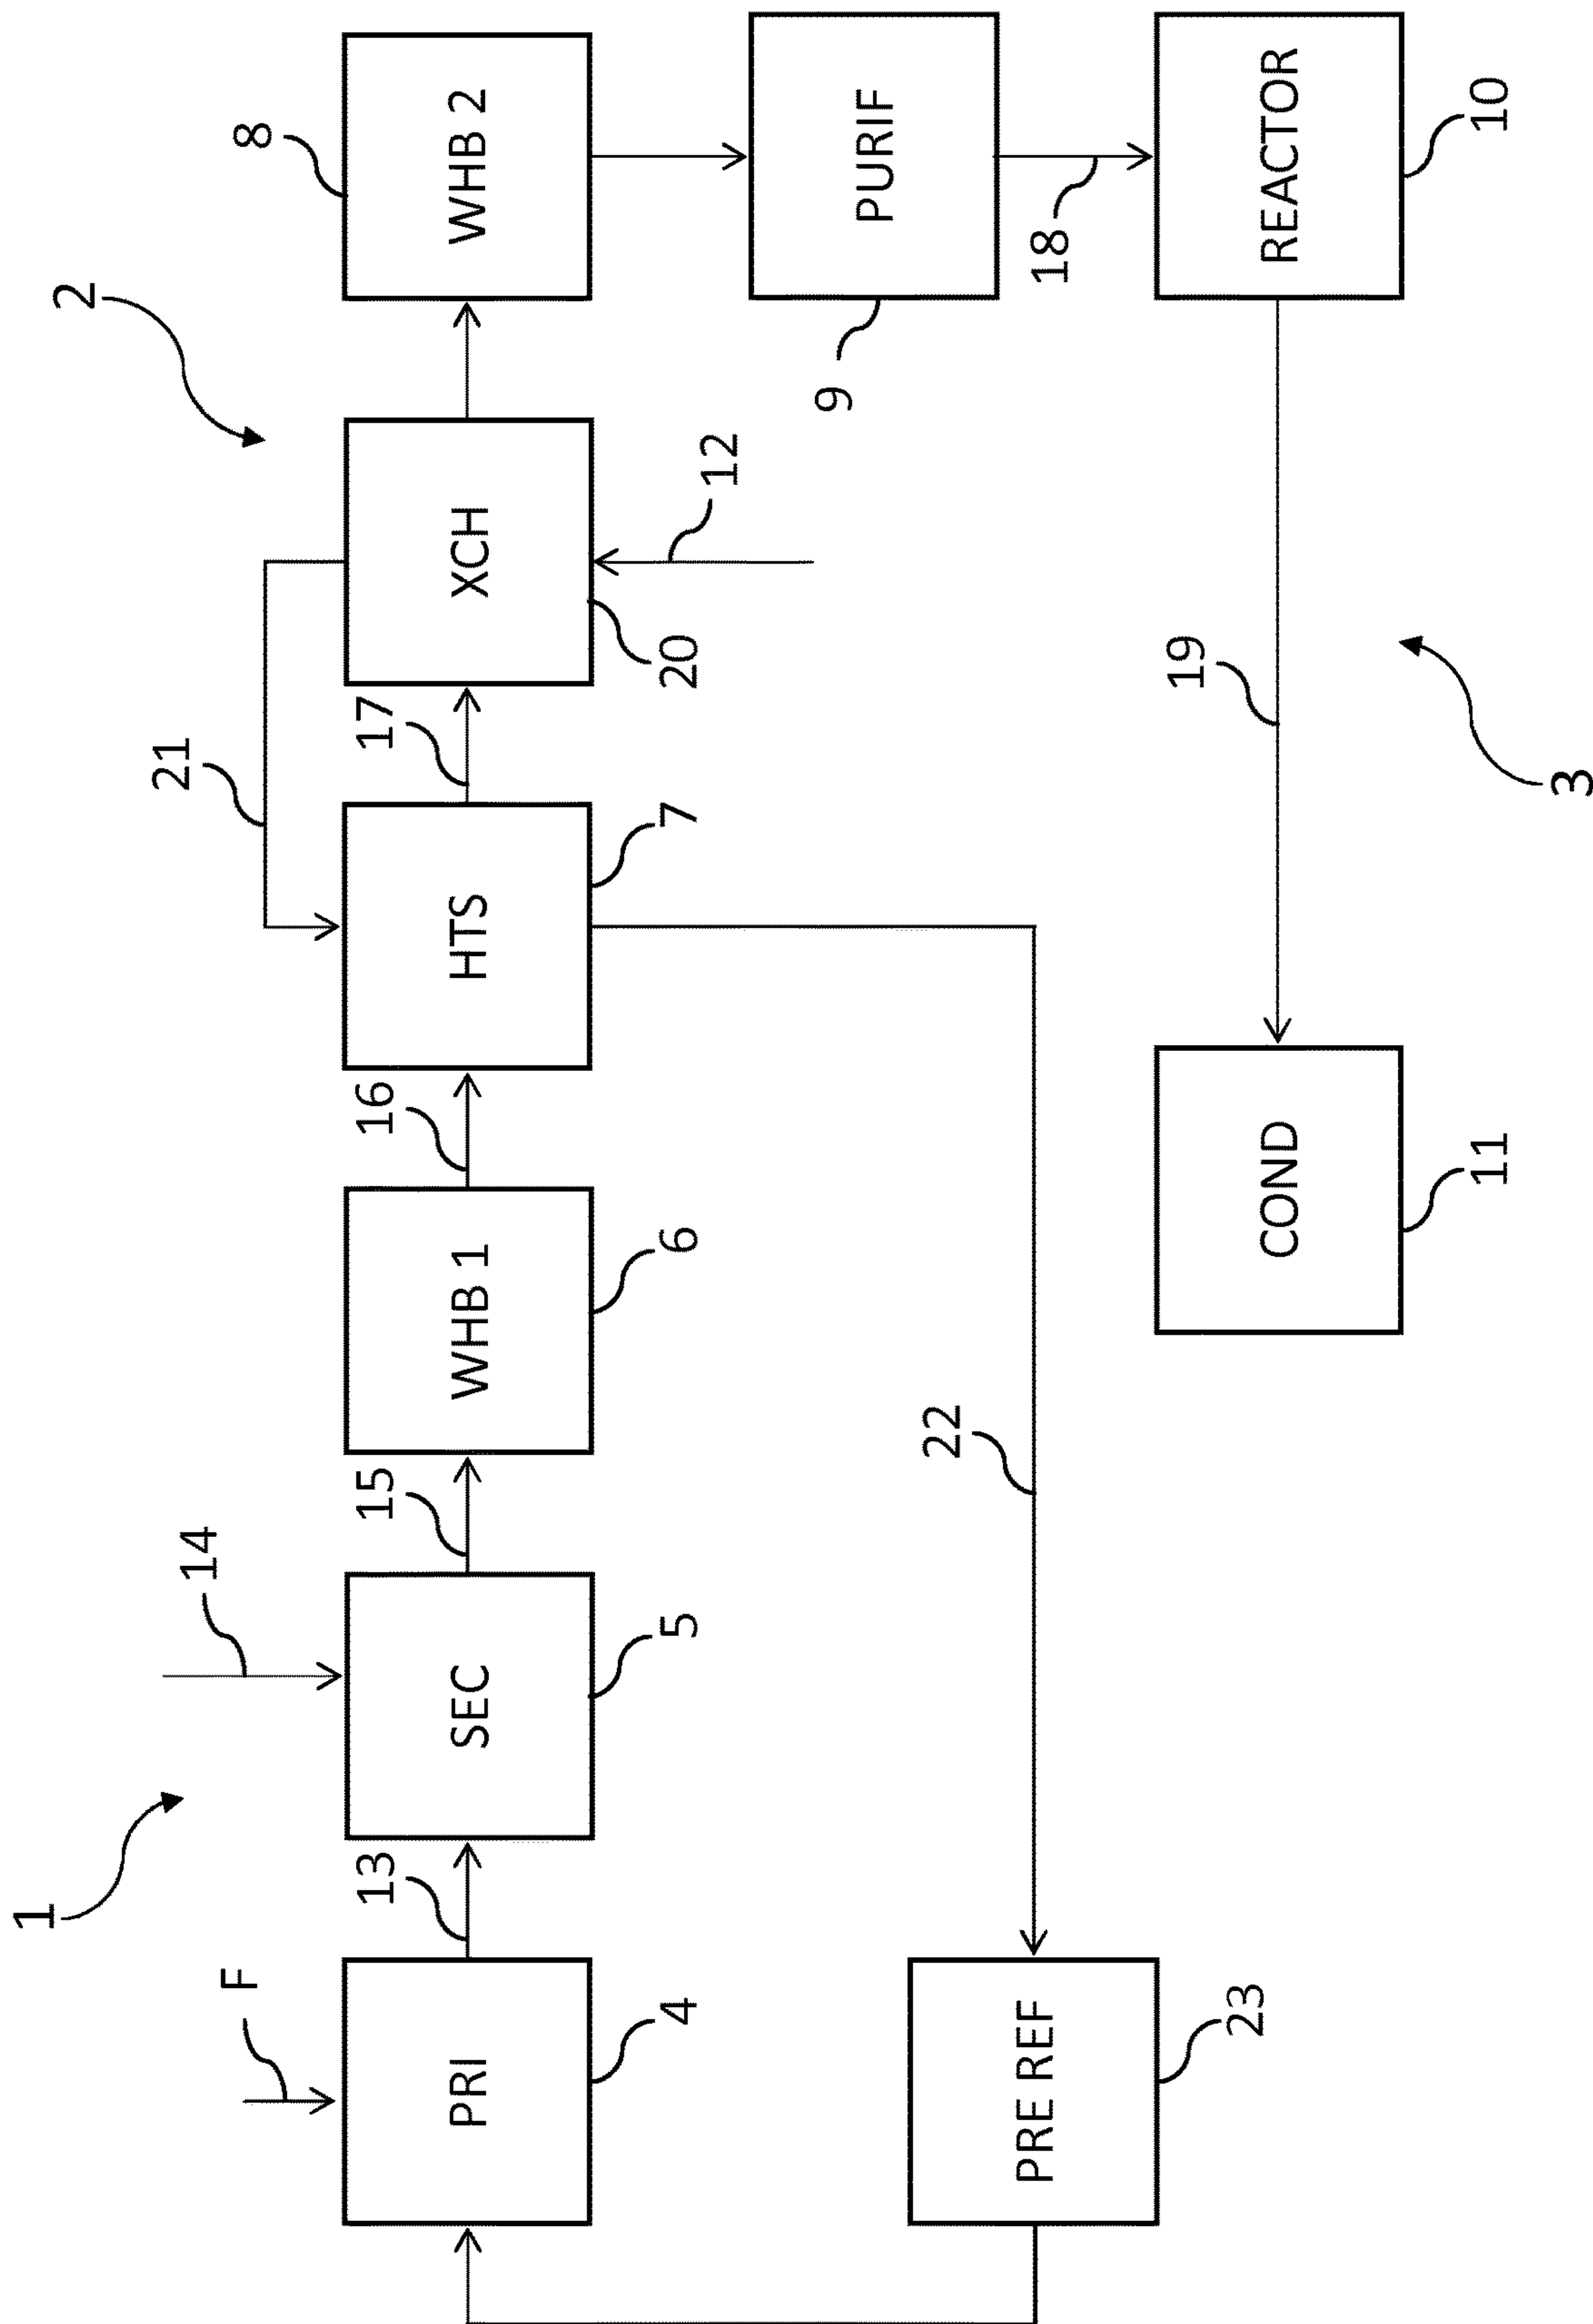 1
2
F
14
21
8
13
15
16
17
PRI
SEC
WHB 1
HTS
XCH
WHB 2
4
5
6
7
20
12
9
PURIF
22
18
PRE REF
23
19
COND
REACTOR
11
10
3